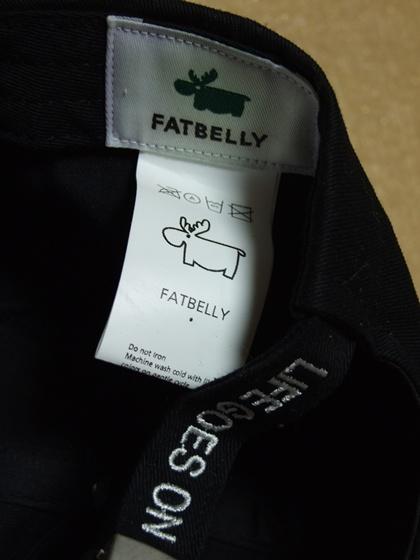 FATBELLY
FATBELLY
Do not Iron
Machine wash cold with
LIFE GOES ON